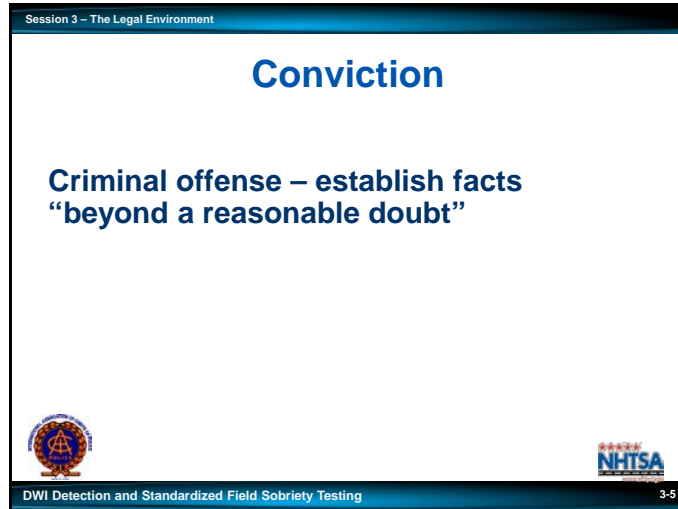 Session 3 – The Legal Environment
Conviction
Criminal offense – establish facts
“beyond a reasonable doubt”
NHTSA
DWI Detection and Standardized Field Sobriety Testing
3-5